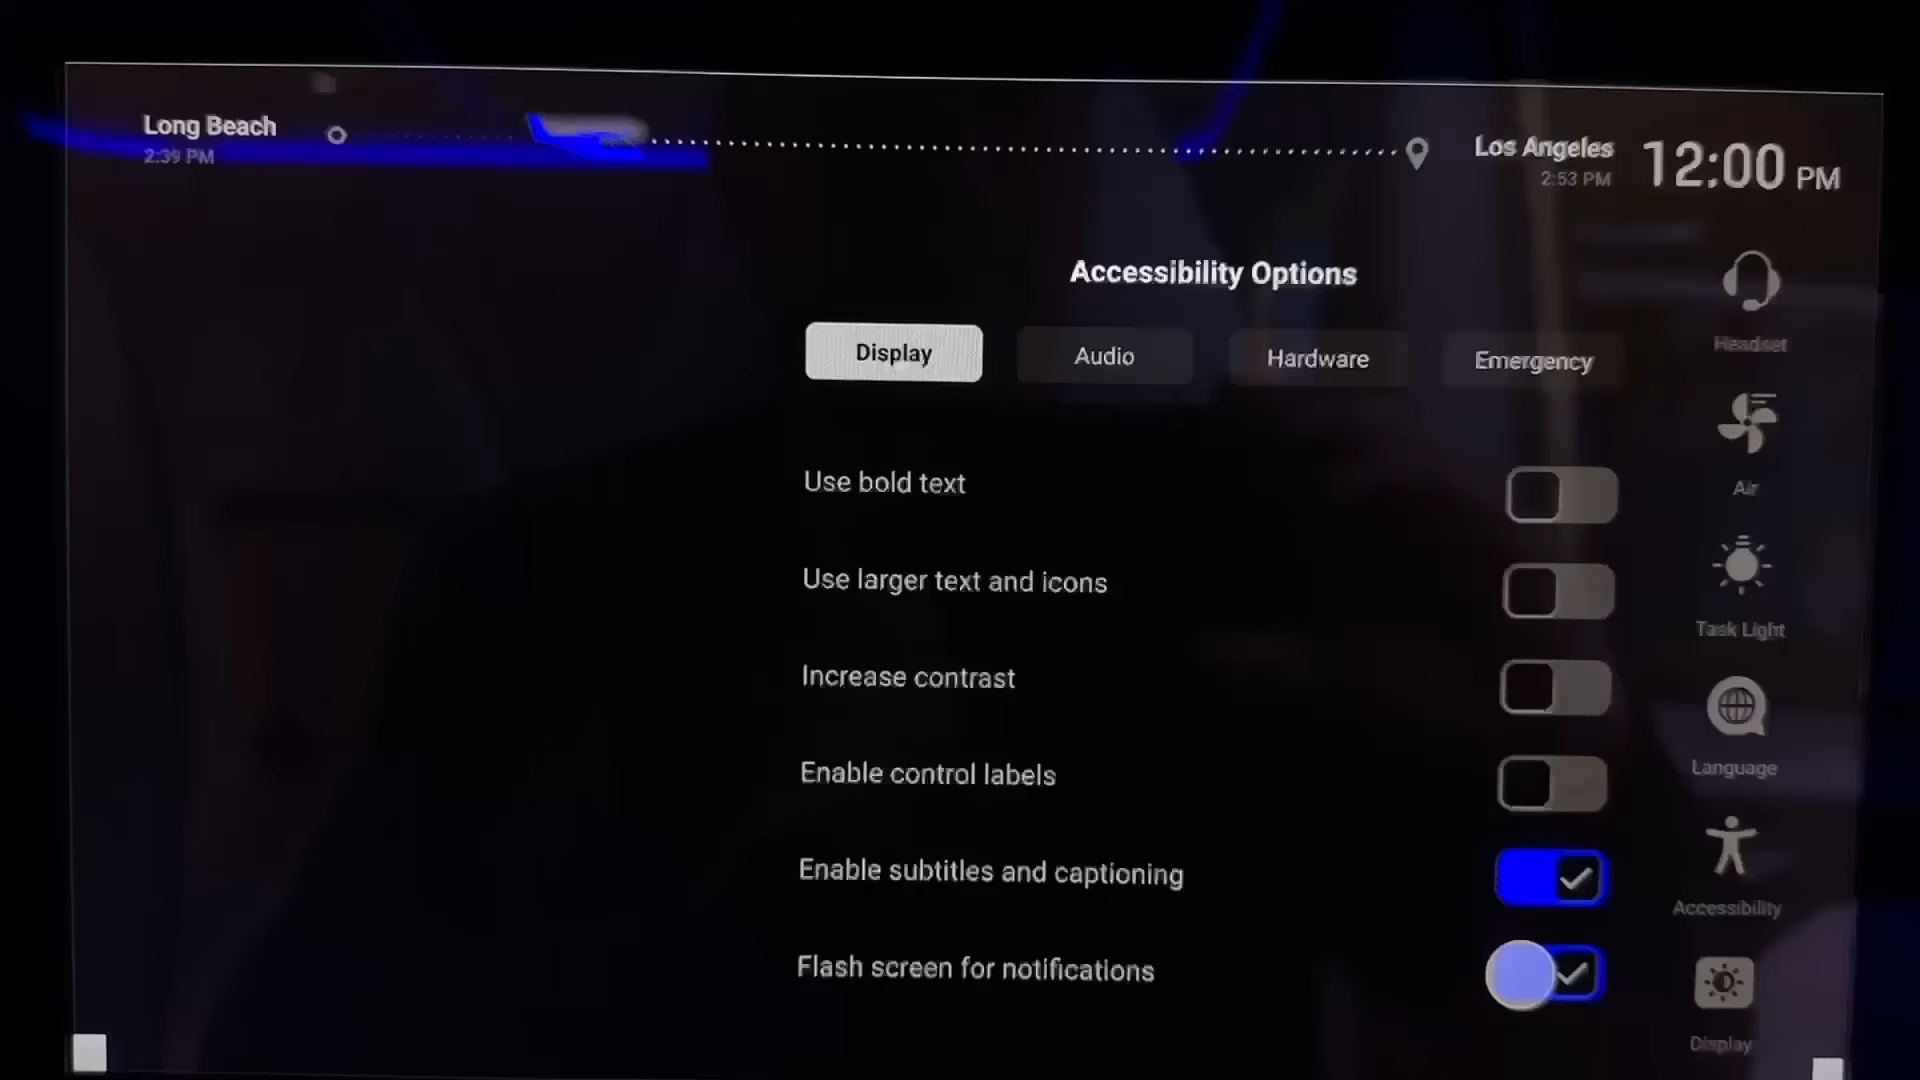 Long Beach
2:39 PM
Los Angeles
2:53 PM
12:00 PM
Accessibility Options
Display
Audio
Hardware
Emergency
Use bold text
Use larger text and icons
Increase contrast
Enable control labels
Enable subtitles and captioning
Flash screen for notifications
Headset
Air
Task Light
Language
Accessibility
Display